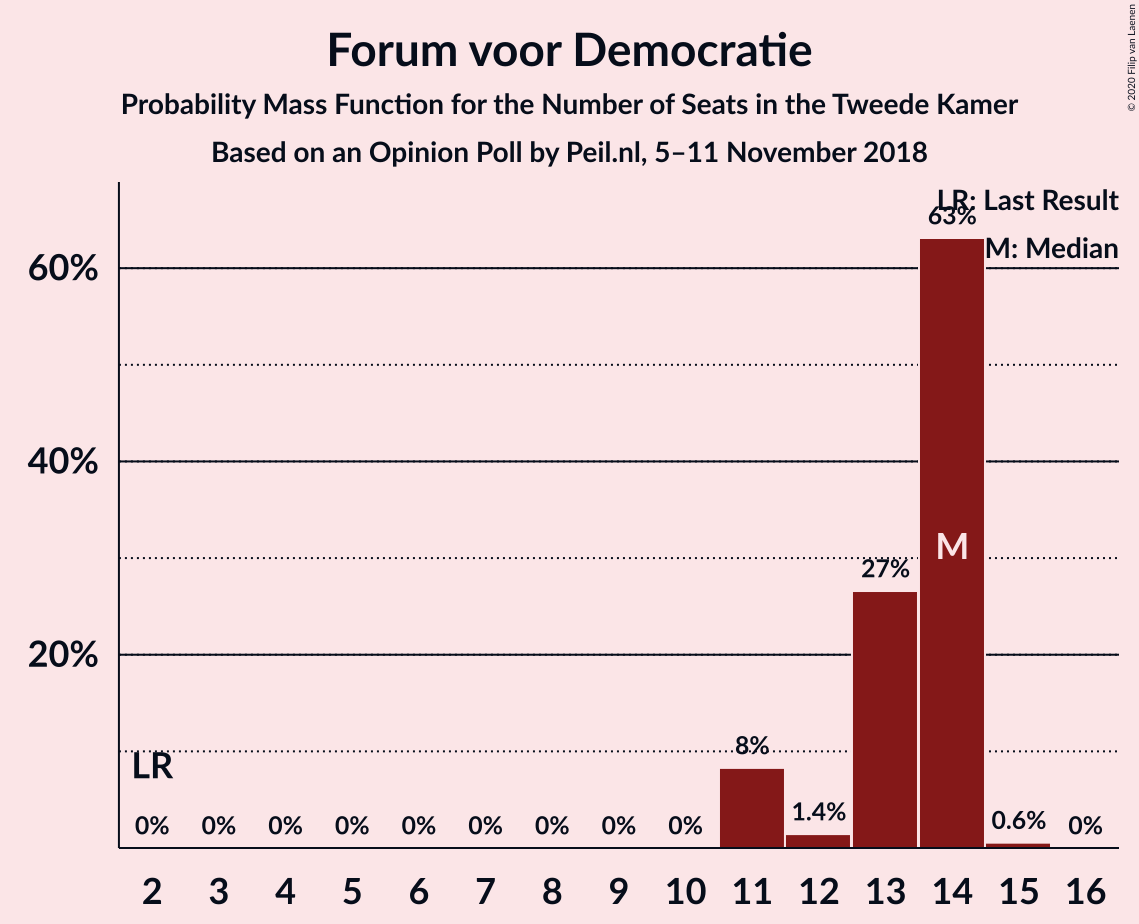 Forum voor Democratie
Probability Mass Function for the Number of Seats in the Tweede Kamer
Based on an Opinion Poll by Peil.nl, 5–11 November 2018
© 2020 Filip van Laenen
LR: Last Result
63%
M: Median
60%
40%
M
27%
20%
8%
LR
1.4%
0.6%
0% 0% 0% 0% 0% 0% 0% 0% 0% 0%
2 3 4 5 6 7 8 9 10 11 12 13 14 15 16